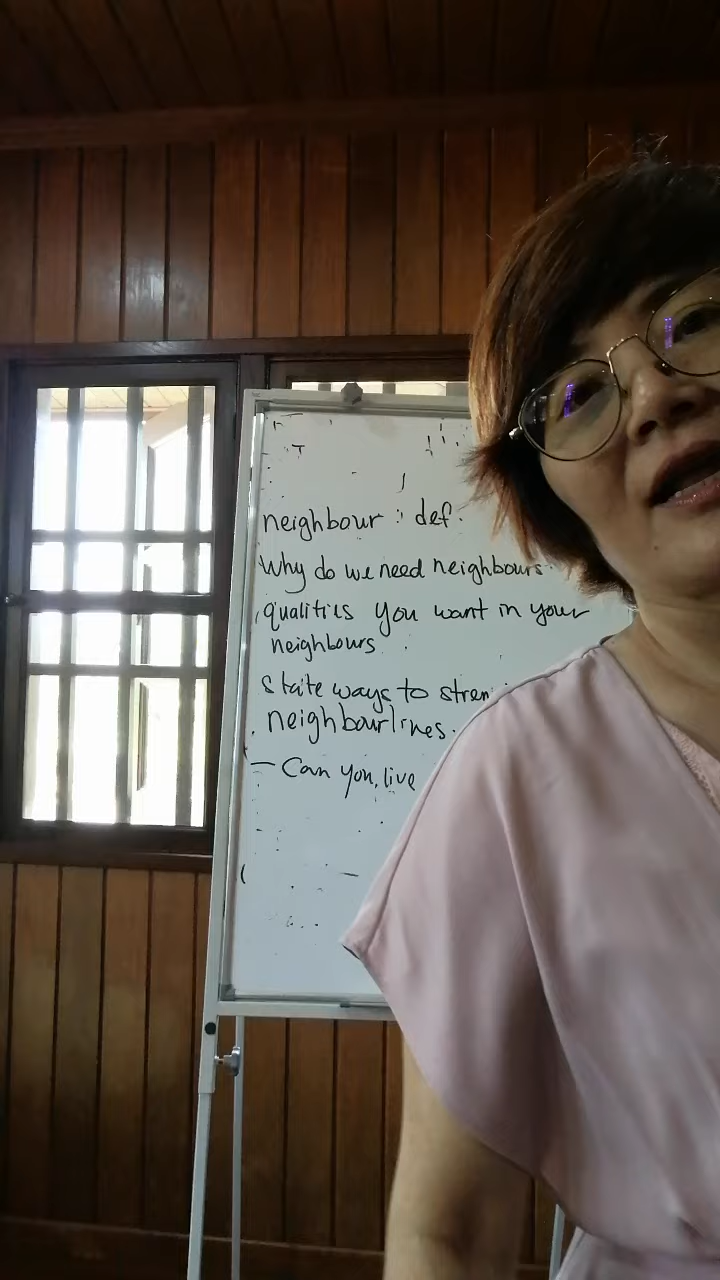 neighbour : def.
Why do we need neighbours.
qualities you want in your
neighbours.
state ways to
neighbourlines.
— Can you live